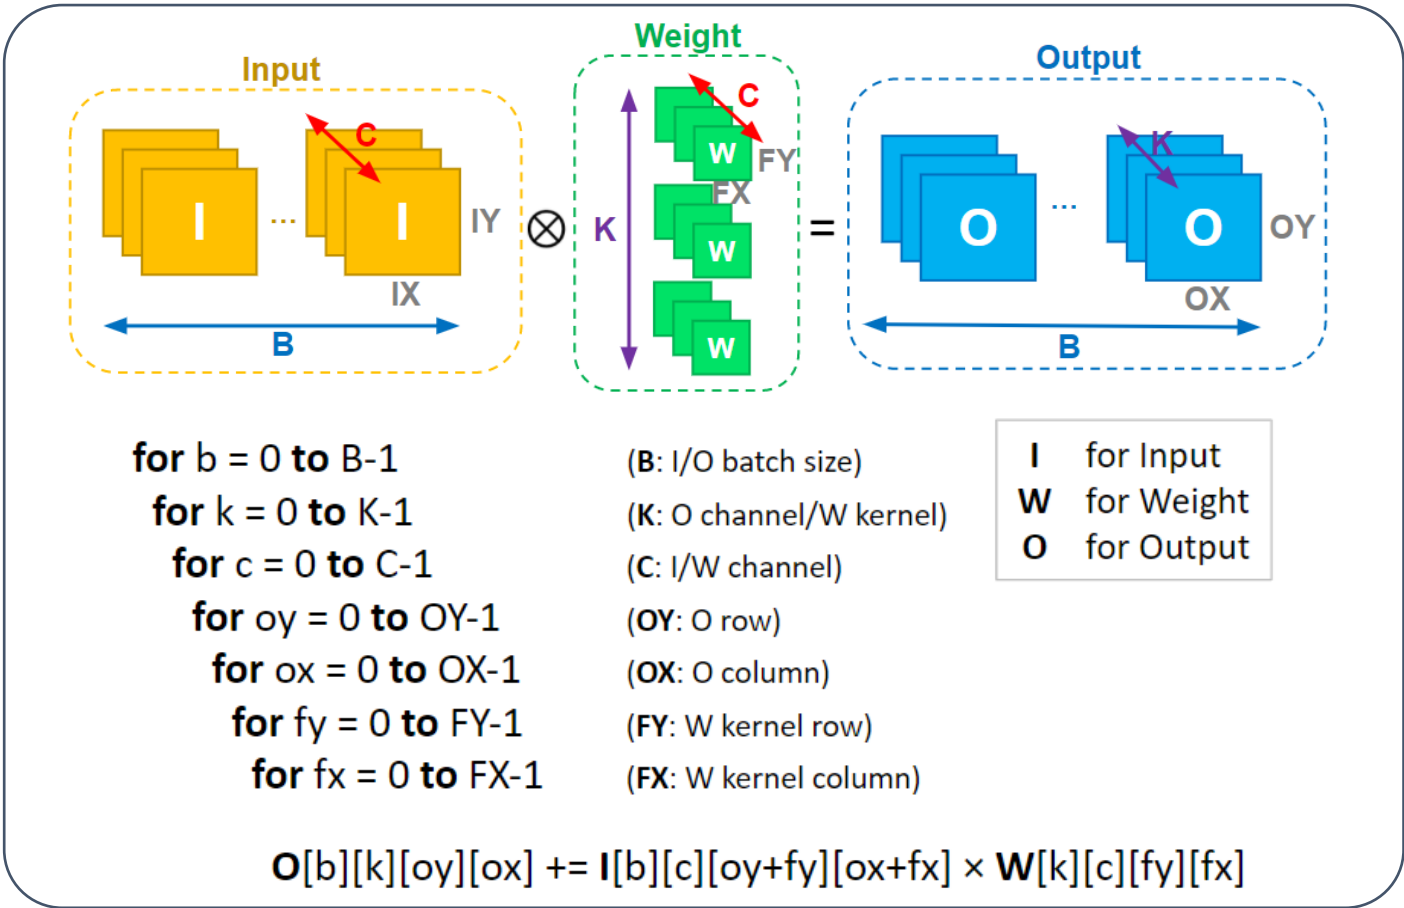 Input
Weight
Output
I
...
I
C
IY
IX
B
K
C
W
FY
FX
W
W
=
O
...
O
K
OY
OX
B
for b = 0 to B-1 (B: I/O batch size)
for k = 0 to K-1 (K: O channel/W kernel)
for c = 0 to C-1 (C: I/W channel)
for oy = 0 to OY-1 (OY: O row)
for ox = 0 to OX-1 (OX: O column)
for fy = 0 to FY-1 (FY: W kernel row)
for fx = 0 to FX-1 (FX: W kernel column)
I for Input
W for Weight
O for Output
O[b][k][oy][ox] += I[b][c][oy+fy][ox+fx] × W[k][c][fy][fx]